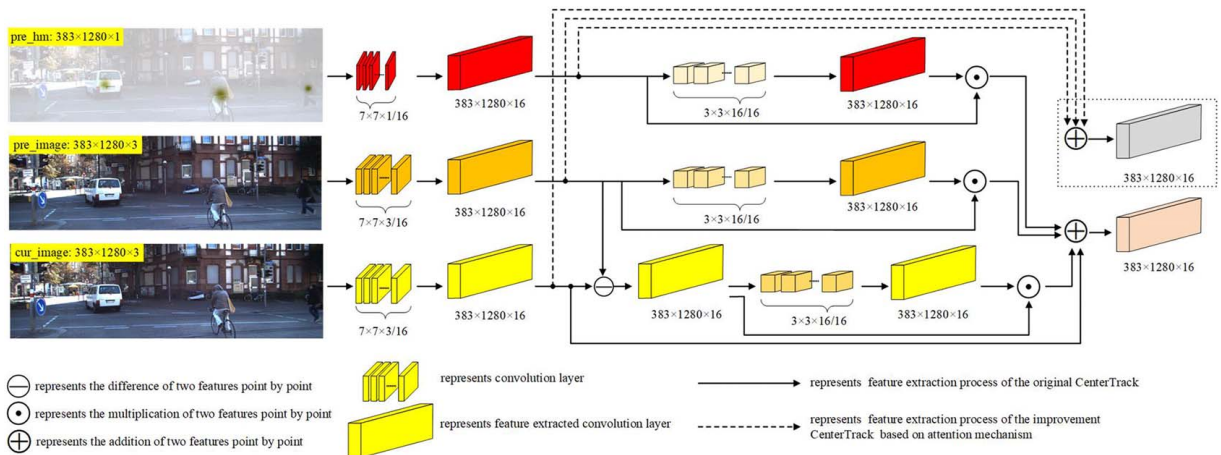 pre_hm: 383×1280×1
7×7×1/16
383×1280×16
3×3×16/16
383×1280×16
383×1280×16
pre_image: 383×1280×3
7×7×3/16
383×1280×16
3×3×16/16
383×1280×16
383×1280×16
cur_image: 383×1280×3
7×7×3/16
383×1280×16
383×1280×16
3×3×16/16
383×1280×16
represents the difference of two features point by point
represents the multiplication of two features point by point
represents the addition of two features point by point
represents convolution layer
represents feature extracted convolution layer
represents feature extraction process of the original CenterTrack
represents feature extraction process of the improvement
CenterTrack based on attention mechanism